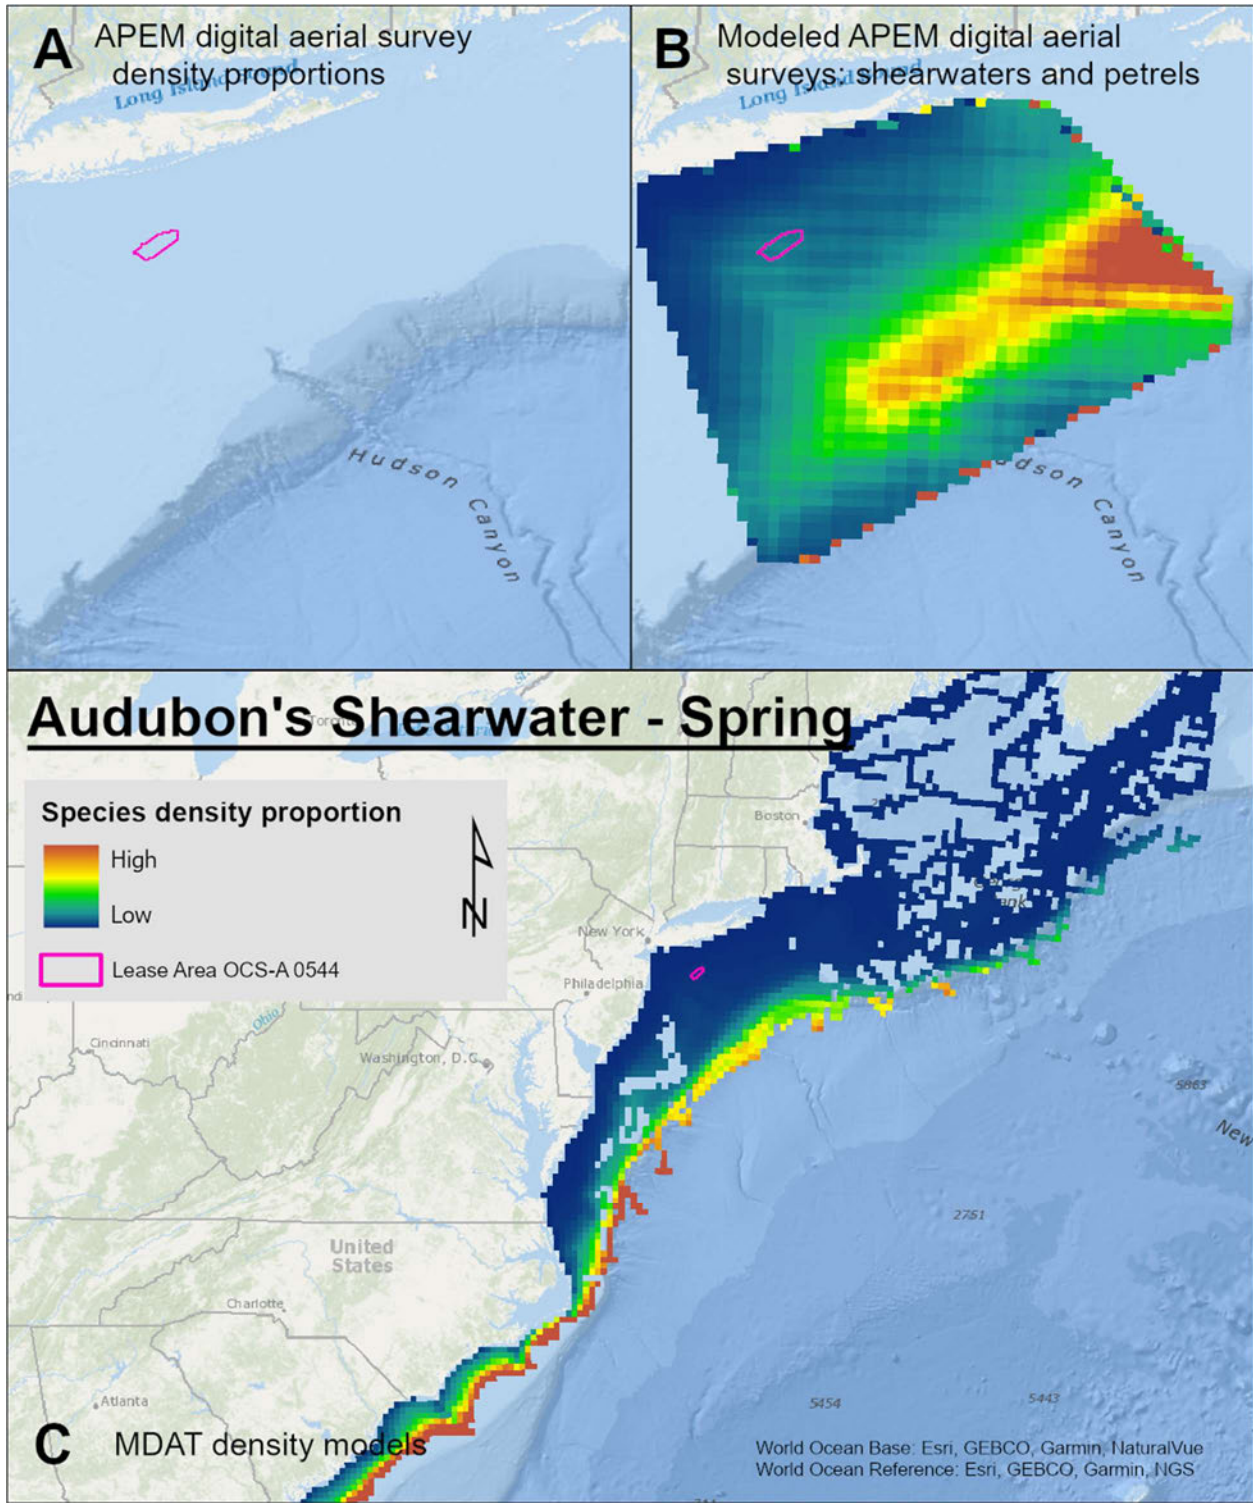 A APEM digital aerial survey
density proportions
Long Island Sound
Hudson Canyon
B Modeled APEM digital aerial
surveys: shearwaters and petrels
Long Island Sound
Canyon
Audubon's Shearwater - Spring
Species density proportion
High
Low
N
Lease Area OCS-A 0544
Boston
New York
Philadelphia
Ohio
Cincinnati
Washington, D.C.
5863
New
2751
United
States
Charlotte
Atlanta
5454
5443
C MDAT density models
World Ocean Base: Esri, GEBCO, Garmin, NaturalVue
World Ocean Reference: Esri, GEBCO, Garmin, NGS